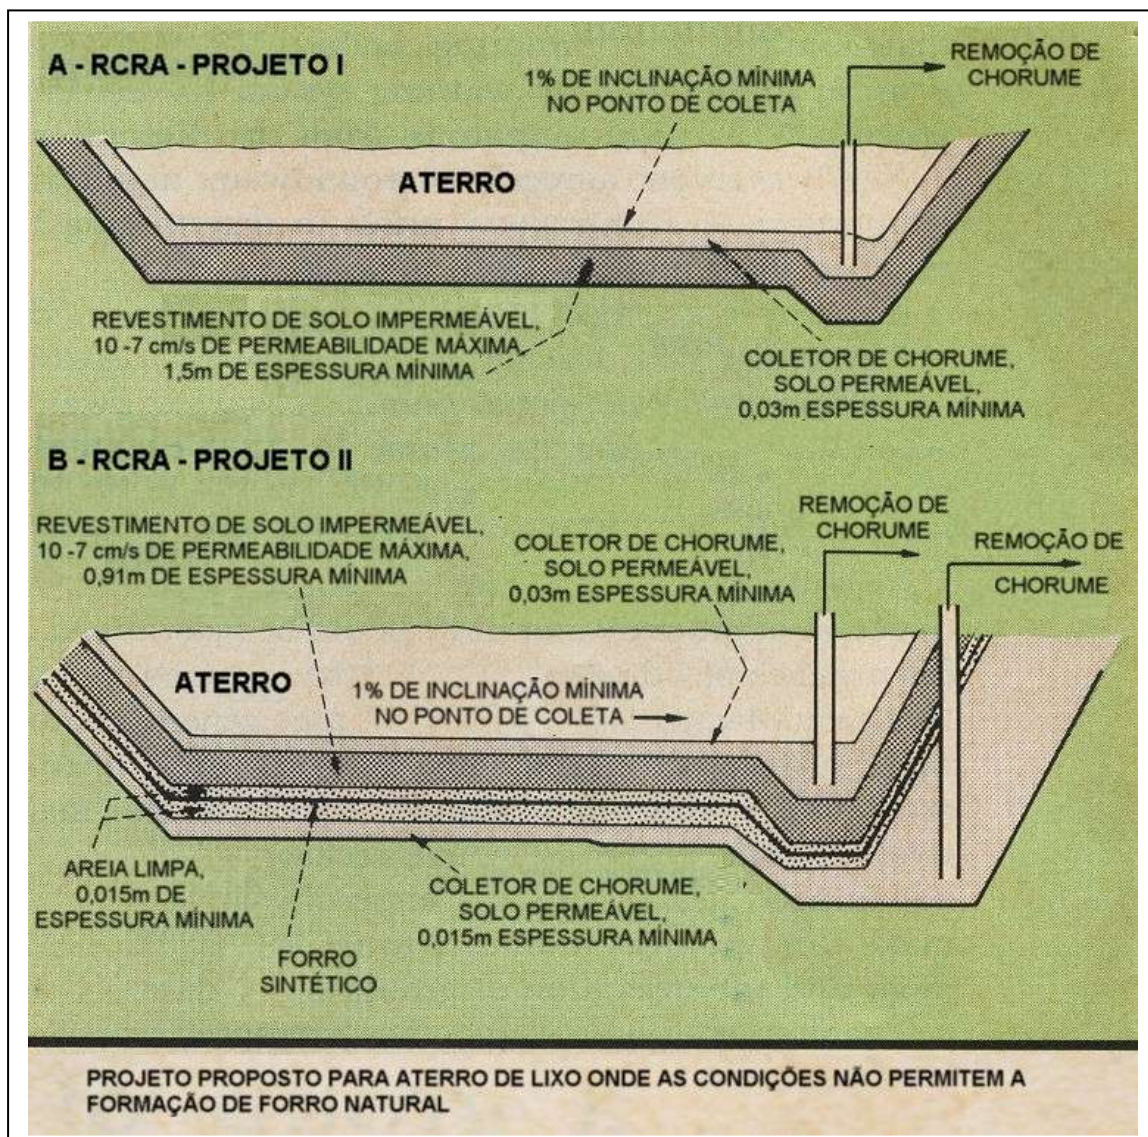 A - RCRA - PROJETO I
1% DE INCLINAÇÃO MÍNIMA
NO PONTO DE COLETA
REMOÇÃO DE
CHORUME
ATERRO
REVESTIMENTO DE SOLO IMPERMEÁVEL,
10 -7 cm/s DE PERMEABILIDADE MÁXIMA,
1,5m DE ESPESSURA MÍNIMA
COLETOR DE CHORUME,
SOLO PERMEÁVEL,
0,03m ESPESSURA MÍNIMA
B - RCRA - PROJETO II
REVESTIMENTO DE SOLO IMPERMEÁVEL,
10 -7 cm/s DE PERMEABILIDADE MÁXIMA,
0,91m DE ESPESSURA MÍNIMA
COLETOR DE CHORUME,
SOLO PERMEÁVEL,
0,03m ESPESSURA MÍNIMA
REMOÇÃO DE
CHORUME
REMOÇÃO DE
CHORUME
ATERRO
1% DE INCLINAÇÃO MÍNIMA
NO PONTO DE COLETA
AREIA LIMPA,
0,015m DE
ESPESSURA MÍNIMA
FORRO
SINTÉTICO
COLETOR DE CHORUME,
SOLO PERMEÁVEL,
0,015m ESPESSURA MÍNIMA
PROJETO PROPOSTO PARA ATERRO DE LIXO ONDE AS CONDIÇÕES NÃO PERMITEM A
FORMAÇÃO DE FORRO NATURAL